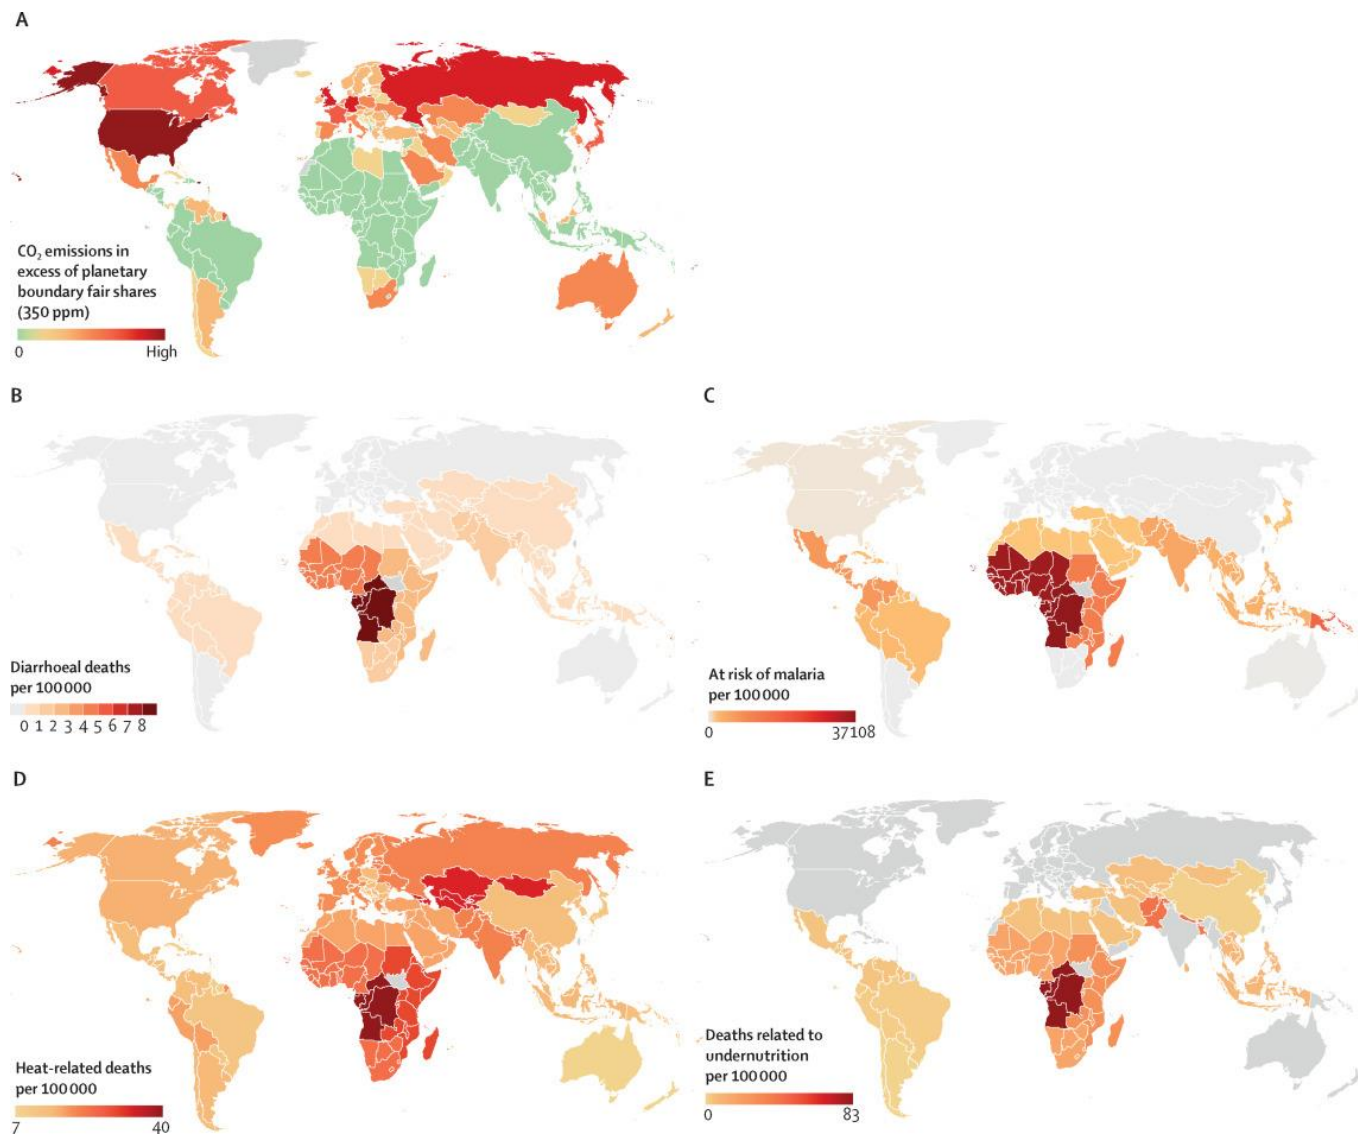 A
CO₂ emissions in
excess of planetary
boundary fair shares
(350 ppm)
0 High
B
Diarrhoeal deaths
per 100 000
0 1 2 3 4 5 6 7 8
C
At risk of malaria
per 100 000
0 37108
D
Heat-related deaths
per 100 000
7 40
E
Deaths related to
undernutrition
per 100 000
0 83